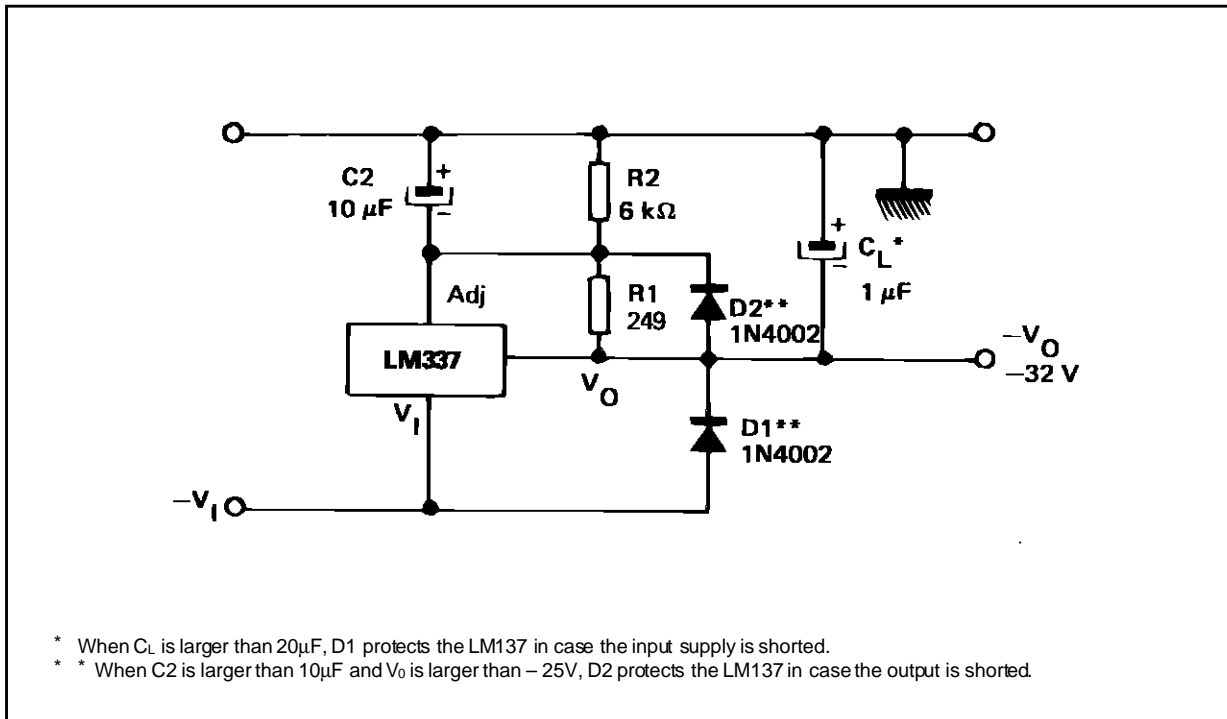 C2
+
10 μF
–
R2
6 kΩ
+
C_L*
–
1 μF
Adj
R1
249
D2**
1N4002
LM337
V_O
–V_O
–32 V
V_I
D1**
1N4002
–V_I
* When C_L is larger than 20μF, D1 protects the LM137 in case the input supply is shorted.
* * When C2 is larger than 10μF and V_0 is larger than – 25V, D2 protects the LM137 in case the output is shorted.